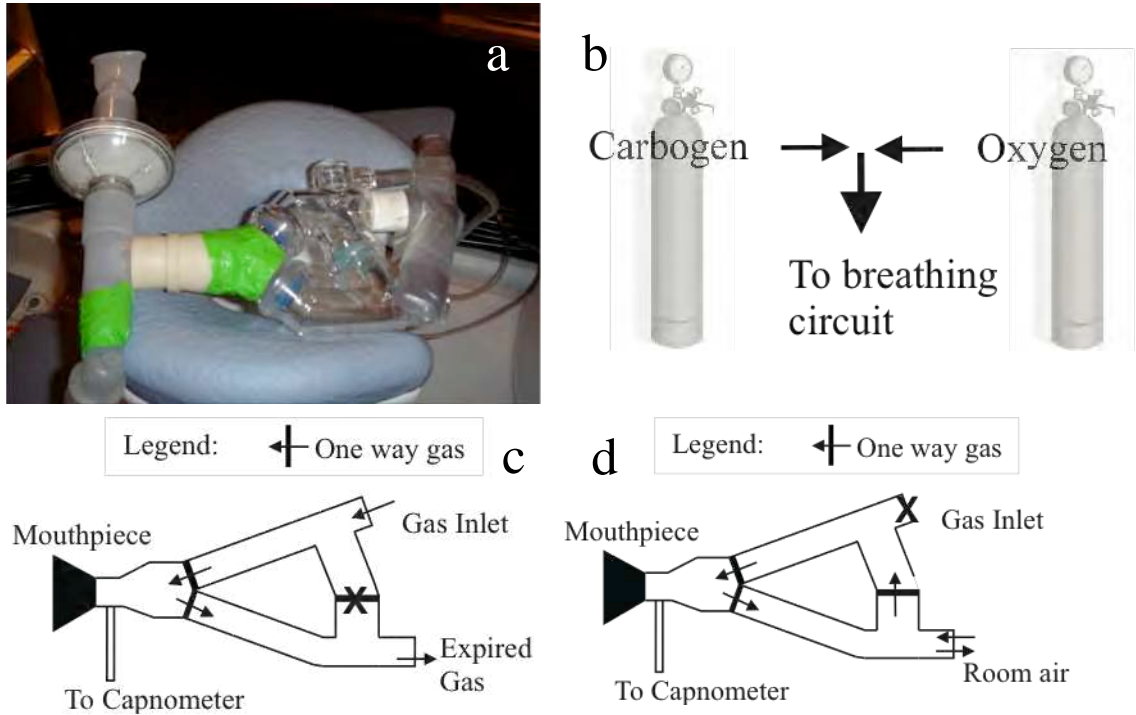 a
b
Carbogen
Oxygen
To breathing
circuit
Legend: One way gas
c
d
Legend: One way gas
Mouthpiece
Gas Inlet
Expired
Gas
To Capnometer
Mouthpiece
Gas Inlet
Room air
To Capnometer